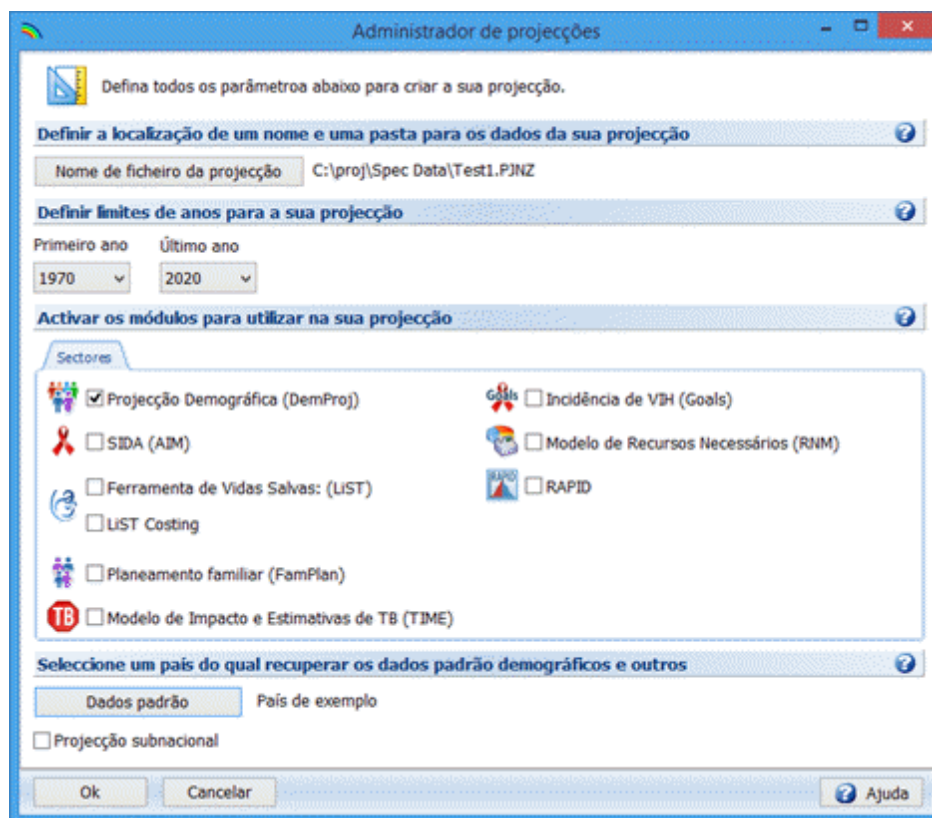 Administrador de projecções
Defina todos os parâmetroa abaixo para criar a sua projecção.
Definir a localização de um nome e uma pasta para os dados da sua projecção
Nome de ficheiro da projecção C:\proj\Spec Data\Test1.PJNZ
Definir limites de anos para a sua projecção
Primeiro ano Último ano
1970 2020
Activar os módulos para utilizar na sua projecção
Sectores
Projecção Demográfica (DemProj) Goals Incidência de VIH (Goals)
SIDA (AIM) Modelo de Recursos Necessários (RNM)
Ferramenta de Vidas Salvas: (LiST) RAPID RAPID
LiST Costing
Planeamento familiar (FamPlan)
TB Modelo de Impacto e Estimativas de TB (TIME)
Seleccione um país do qual recuperar os dados padrão demográficos e outros
Dados padrão País de exemplo
Projecção subnacional
Ok Cancelar Ajuda